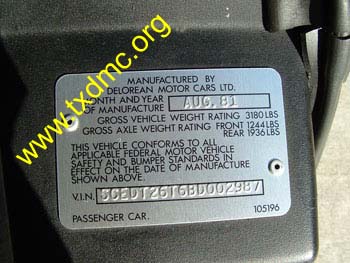 www.txdmc.org
MANUFACTURED BY
DELOREAN MOTOR CARS LTD.
MONTH AND YEAR
OF MANUFACTURE AUG. 81
GROSS VEHICLE WEIGHT RATING 3180 LBS
GROSS AXLE WEIGHT RATING FRONT 1244 LBS
REAR 1936 LBS
THIS VEHICLE CONFORMS TO ALL
APPLICABLE FEDERAL MOTOR VEHICLE
SAFETY AND BUMPER STANDARDS IN
EFFECT ON THE DATE OF MANUFACTURE
SHOWN ABOVE.
V.I.N. SCEDT26T6BD002987
PASSENGER CAR. 105196